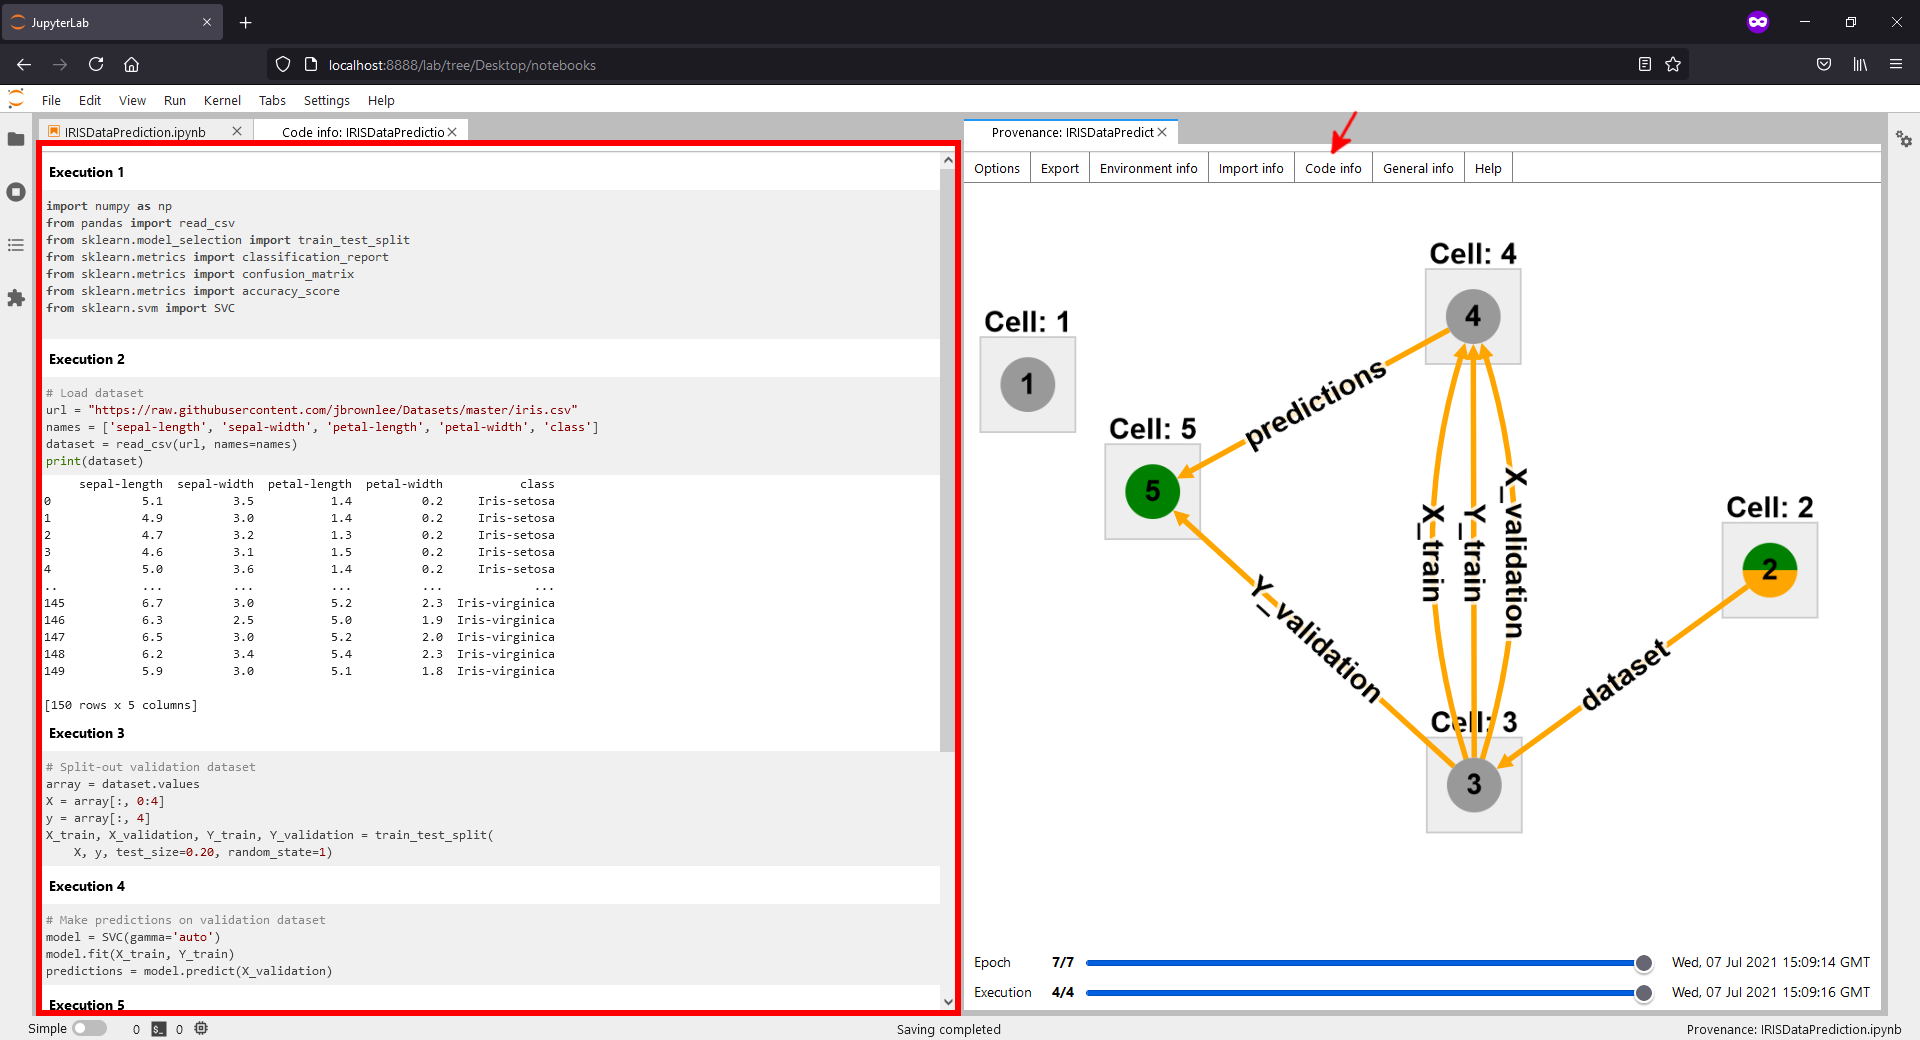 JupyterLab
localhost:8888/lab/tree/Desktop/notebooks
File Edit View Run Kernel Tabs Settings Help
IRISDataPrediction.ipynb
Code info: IRISDataPredictio
Execution 1
import numpy as np
from pandas import read_csv
from sklearn.model_selection import train_test_split
from sklearn.metrics import classification_report
from sklearn.metrics import confusion_matrix
from sklearn.metrics import accuracy_score
from sklearn.svm import SVC
Execution 2
# Load dataset
url = "https://raw.githubusercontent.com/jbrownlee/Datasets/master/iris.csv"
names = ['sepal-length', 'sepal-width', 'petal-length', 'petal-width', 'class']
dataset = read_csv(url, names=names)
print(dataset)
sepal-length sepal-width petal-length petal-width class
0 5.1 3.5 1.4 0.2 Iris-setosa
1 4.9 3.0 1.4 0.2 Iris-setosa
2 4.7 3.2 1.3 0.2 Iris-setosa
3 4.6 3.1 1.5 0.2 Iris-setosa
4 5.0 3.6 1.4 0.2 Iris-setosa
.. ... ... ... ... ...
145 6.7 3.0 5.2 2.3 Iris-virginica
146 6.3 2.5 5.0 1.9 Iris-virginica
147 6.5 3.0 5.2 2.0 Iris-virginica
148 6.2 3.4 5.4 2.3 Iris-virginica
149 5.9 3.0 5.1 1.8 Iris-virginica
[150 rows x 5 columns]
Execution 3
# Split-out validation dataset
array = dataset.values
X = array[:, 0:4]
y = array[:, 4]
X_train, X_validation, Y_train, Y_validation = train_test_split(
X, y, test_size=0.20, random_state=1)
Execution 4
# Make predictions on validation dataset
model = SVC(gamma='auto')
model.fit(X_train, Y_train)
predictions = model.predict(X_validation)
Execution 5
Provenance: IRISDataPredict
Options Export Environment info Import info Code info General info Help
Cell: 4
4
Cell: 1
1
predictions
Cell: 5
5
X_train
Y_train
X_validation
Cell: 2
2
Y_validation
dataset
Cell: 3
3
Epoch 7/7 Wed, 07 Jul 2021 15:09:14 GMT
Execution 4/4 Wed, 07 Jul 2021 15:09:16 GMT
Simple 0 $_ 0 Saving completed Provenance: IRISDataPrediction.ipynb